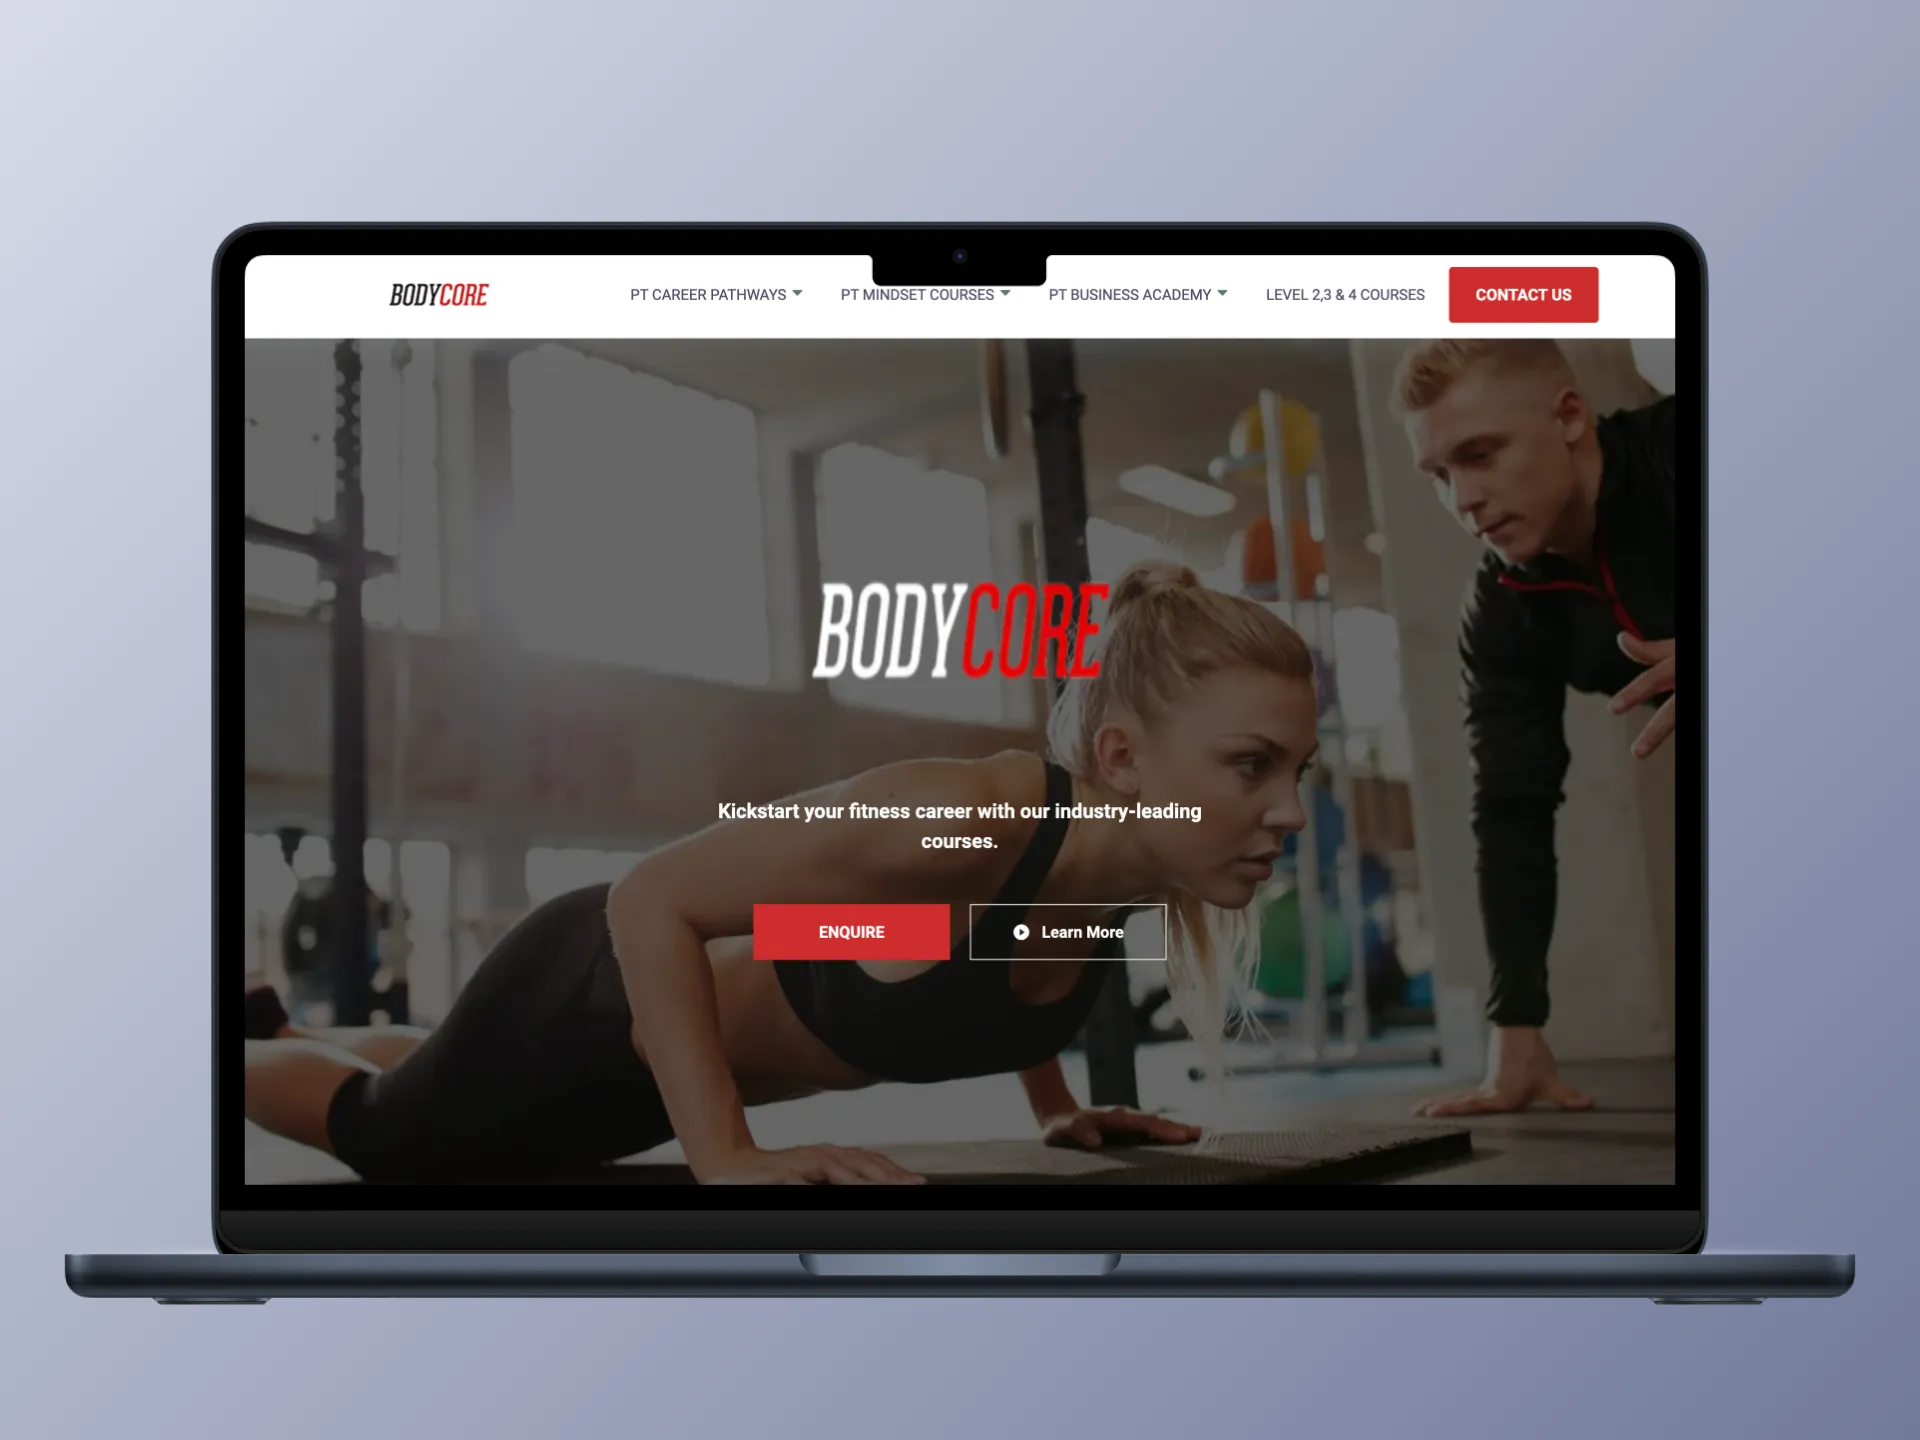 BODYCORE
PT CAREER PATHWAYS
PT MINDSET COURSES
PT BUSINESS ACADEMY
LEVEL 2,3 & 4 COURSES
CONTACT US
BODYCORE
Kickstart your fitness career with our industry-leading
courses.
ENQUIRE
Learn More